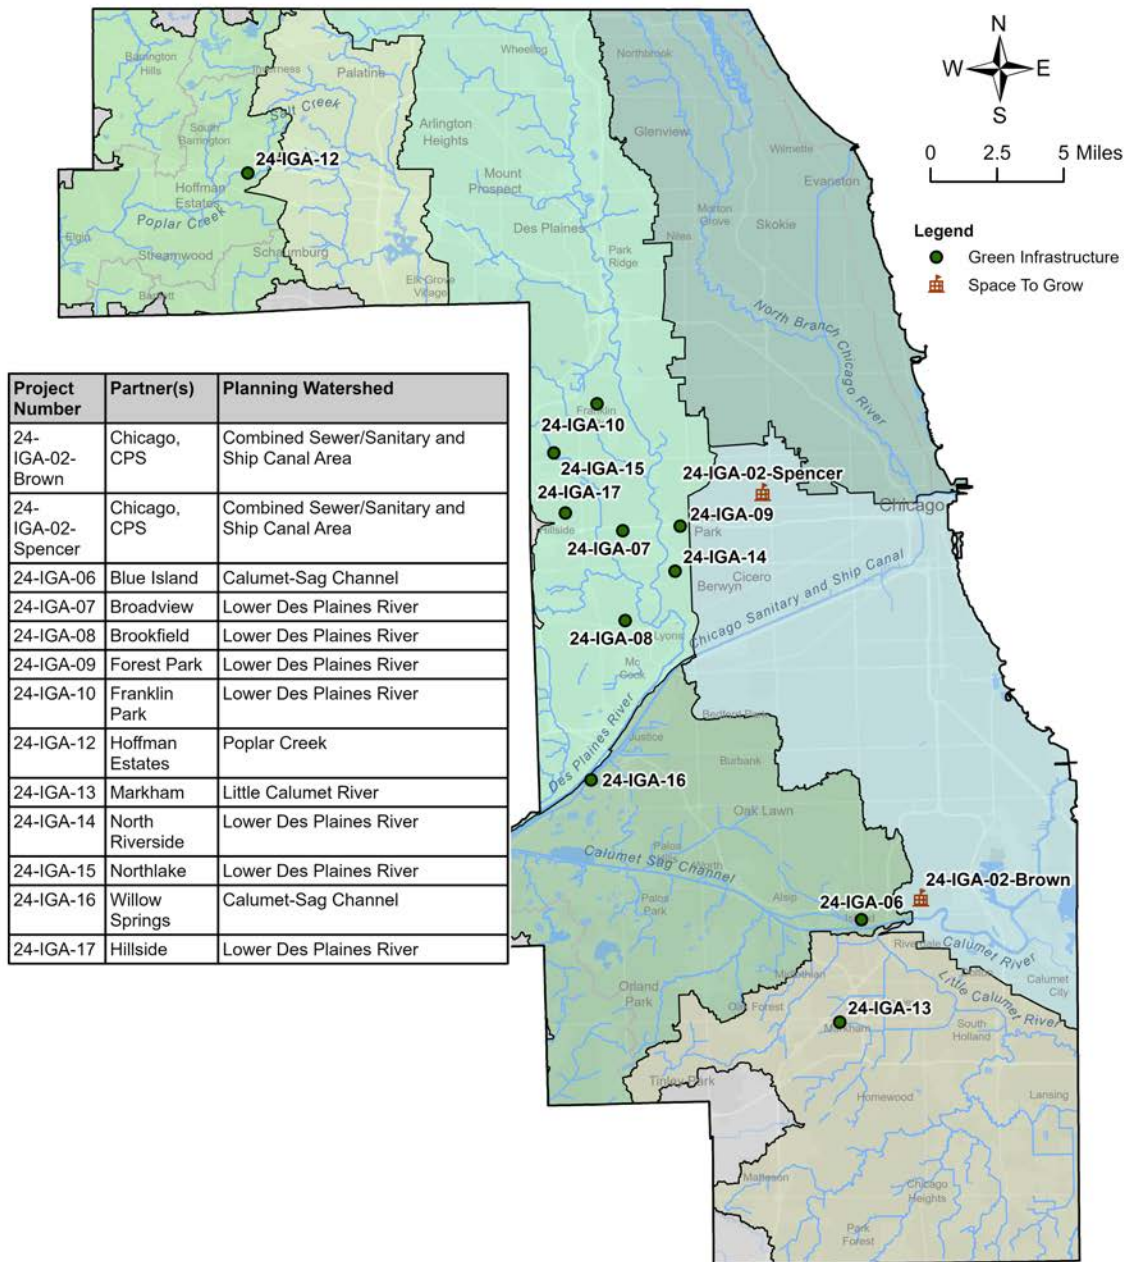 N
W E
S
0 2.5 5 Miles
Legend
Green Infrastructure
Space To Grow
Barrington
Hills
Inverness
Palatine
Wheeling
Northbrook
Salt Creek
South
Barrington
Arlington
Heights
Glenview
Wilmette
24-IGA-12
Hoffman
Estates
Mount
Prospect
Evanston
Poplar Creek
Morton
Grove
Skokie
Elgin
Streamwood
Schaumburg
Des Plaines
Niles
Park
Ridge
Bartlett
Elk Grove
Village
North Branch Chicago River
Franklin
24-IGA-10
24-IGA-15
24-IGA-17
Hillside
24-IGA-07
24-IGA-02-Spencer
24-IGA-09
Park
Chicago
24-IGA-14
Berwyn
Cicero
Chicago Sanitary and Ship Canal
24-IGA-08
Lyons
Mc
Cook
Des Plaines River
Bedford Park
Justice
Burbank
24-IGA-16
Oak Lawn
Palos
Hills
Worth
Calumet Sag Channel
Palos
Park
Alsip
24-IGA-02-Brown
24-IGA-06
Island
Riverdale
Calumet River
Dolton
Calumet
City
Little Calumet River
Midlothian
Orland
Park
Oak Forest
24-IGA-13
Markham
South
Holland
Tinley Park
Homewood
Lansing
Matteson
Chicago
Heights
Park
Forest
Project Number Partner(s) Planning Watershed
24-IGA-02-Brown Chicago, CPS Combined Sewer/Sanitary and Ship Canal Area
24-IGA-02-Spencer Chicago, CPS Combined Sewer/Sanitary and Ship Canal Area
24-IGA-06 Blue Island Calumet-Sag Channel
24-IGA-07 Broadview Lower Des Plaines River
24-IGA-08 Brookfield Lower Des Plaines River
24-IGA-09 Forest Park Lower Des Plaines River
24-IGA-10 Franklin Park Lower Des Plaines River
24-IGA-12 Hoffman Estates Poplar Creek
24-IGA-13 Markham Little Calumet River
24-IGA-14 North Riverside Lower Des Plaines River
24-IGA-15 Northlake Lower Des Plaines River
24-IGA-16 Willow Springs Calumet-Sag Channel
24-IGA-17 Hillside Lower Des Plaines River